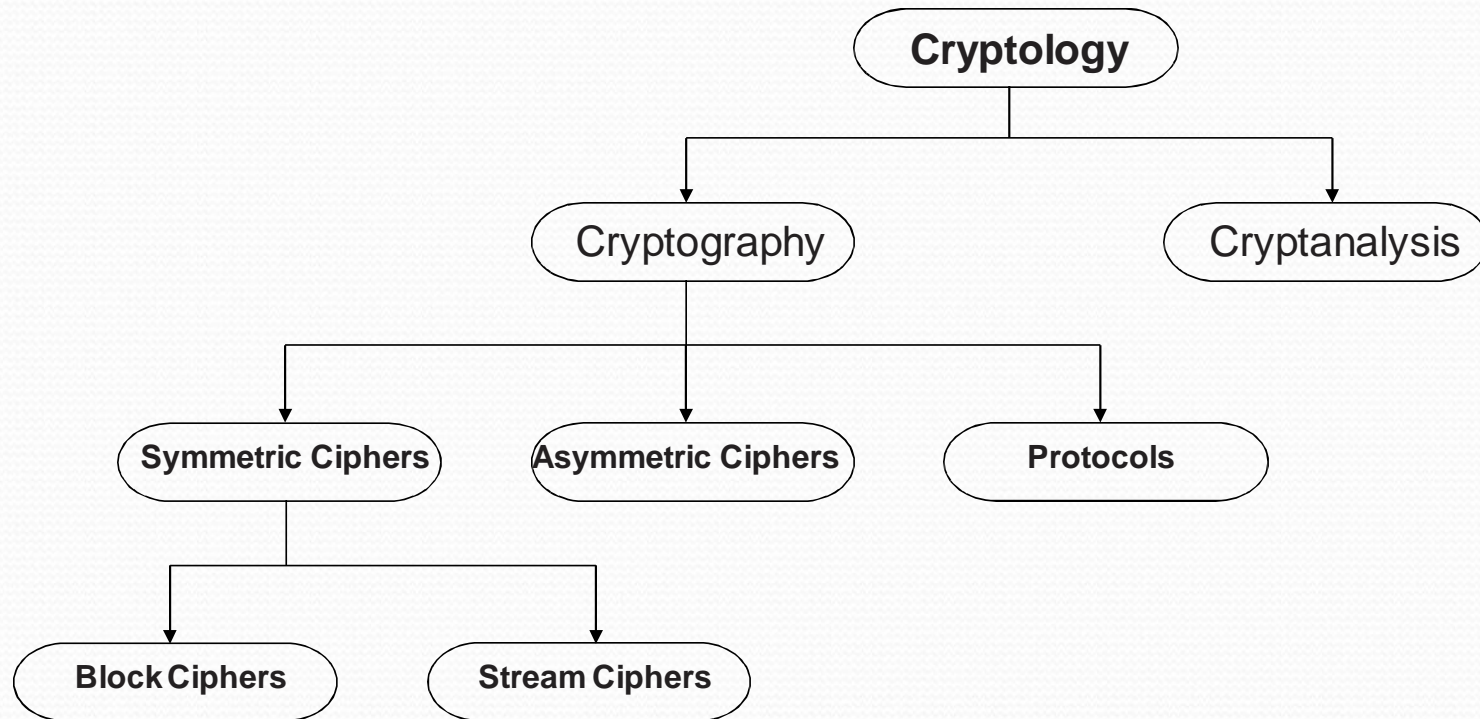 Cryptology
Cryptography
Cryptanalysis
Symmetric Ciphers
Asymmetric Ciphers
Protocols
Block Ciphers
Stream Ciphers